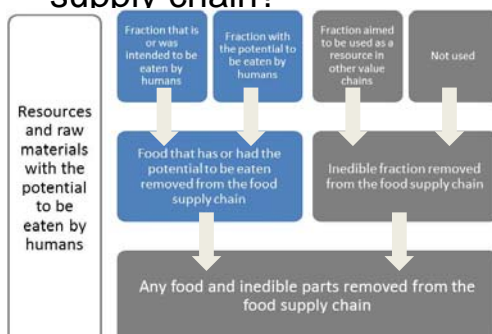 supply chain?
Fraction that is
or was
intended to be
eaten by
humans
Fraction with
the potential to
be eaten by
humans
Fraction aimed
to be used as a
resource in
other value
chains
Not used
Resources
and raw
materials
with the
potential
to be
eaten by
humans
Food that has or had the
potential to be eaten
removed from the food
supply chain
Inedible fraction removed
from the food supply chain
Any food and inedible parts removed from the
food supply chain